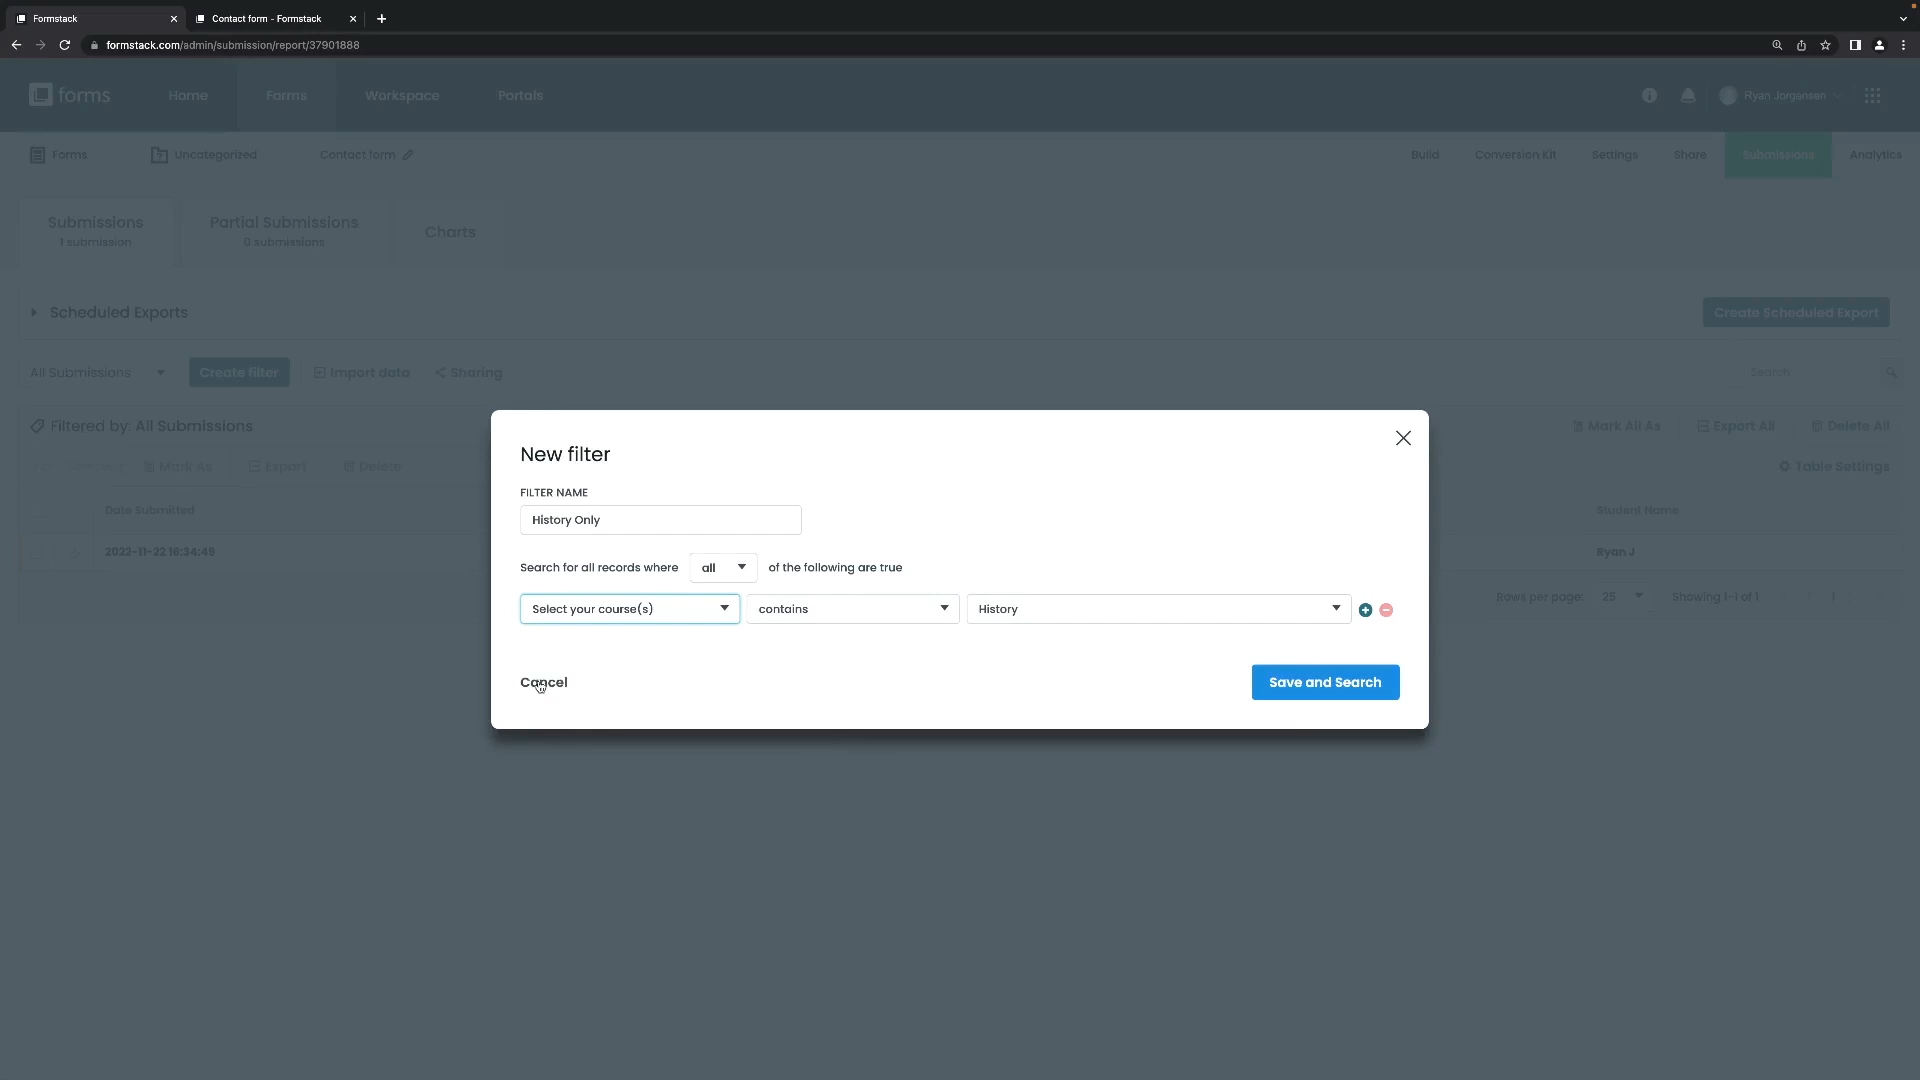 Formstack
Contact form - Formstack
formstack.com/admin/submission/report/37901888
forms
Home
Forms
Workspace
Portals
Ryan Jorgensen
Forms
Uncategorized
Contact form
Build
Conversion Kit
Settings
Share
Submissions
Analytics
Submissions
1 submission
Partial Submissions
0 submissions
Charts
Scheduled Exports
Create Scheduled Export
All Submissions
Create filter
Import data
Sharing
Search
Filtered by: All Submissions
Mark All As
Export All
Delete All
Mark As
Export
Delete
Table Settings
Date Submitted
Student Name
2022-11-22 16:34:49
Ryan J
Rows per page: 25
Showing 1-1 of 1
1
New filter
FILTER NAME
History Only
Search for all records where all of the following are true
Select your course(s)
contains
History
Cancel
Save and Search